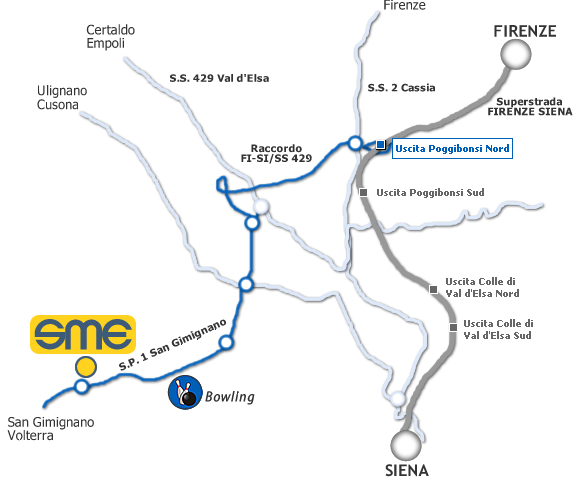 Firenze
Certaldo
Empoli
FIRENZE
S.S. 429 Val d'Elsa
S.S. 2 Cassia
Ulignano
Cusona
Superstrada
FIRENZE SIENA
Raccordo
FI-SI/SS 429
Uscita Poggibonsi Nord
Uscita Poggibonsi Sud
Uscita Colle di
Val d'Elsa Nord
Uscita Colle di
Val d'Elsa Sud
sme
S.P. 1 San Gimignano
Bowling
San Gimignano
Volterra
SIENA